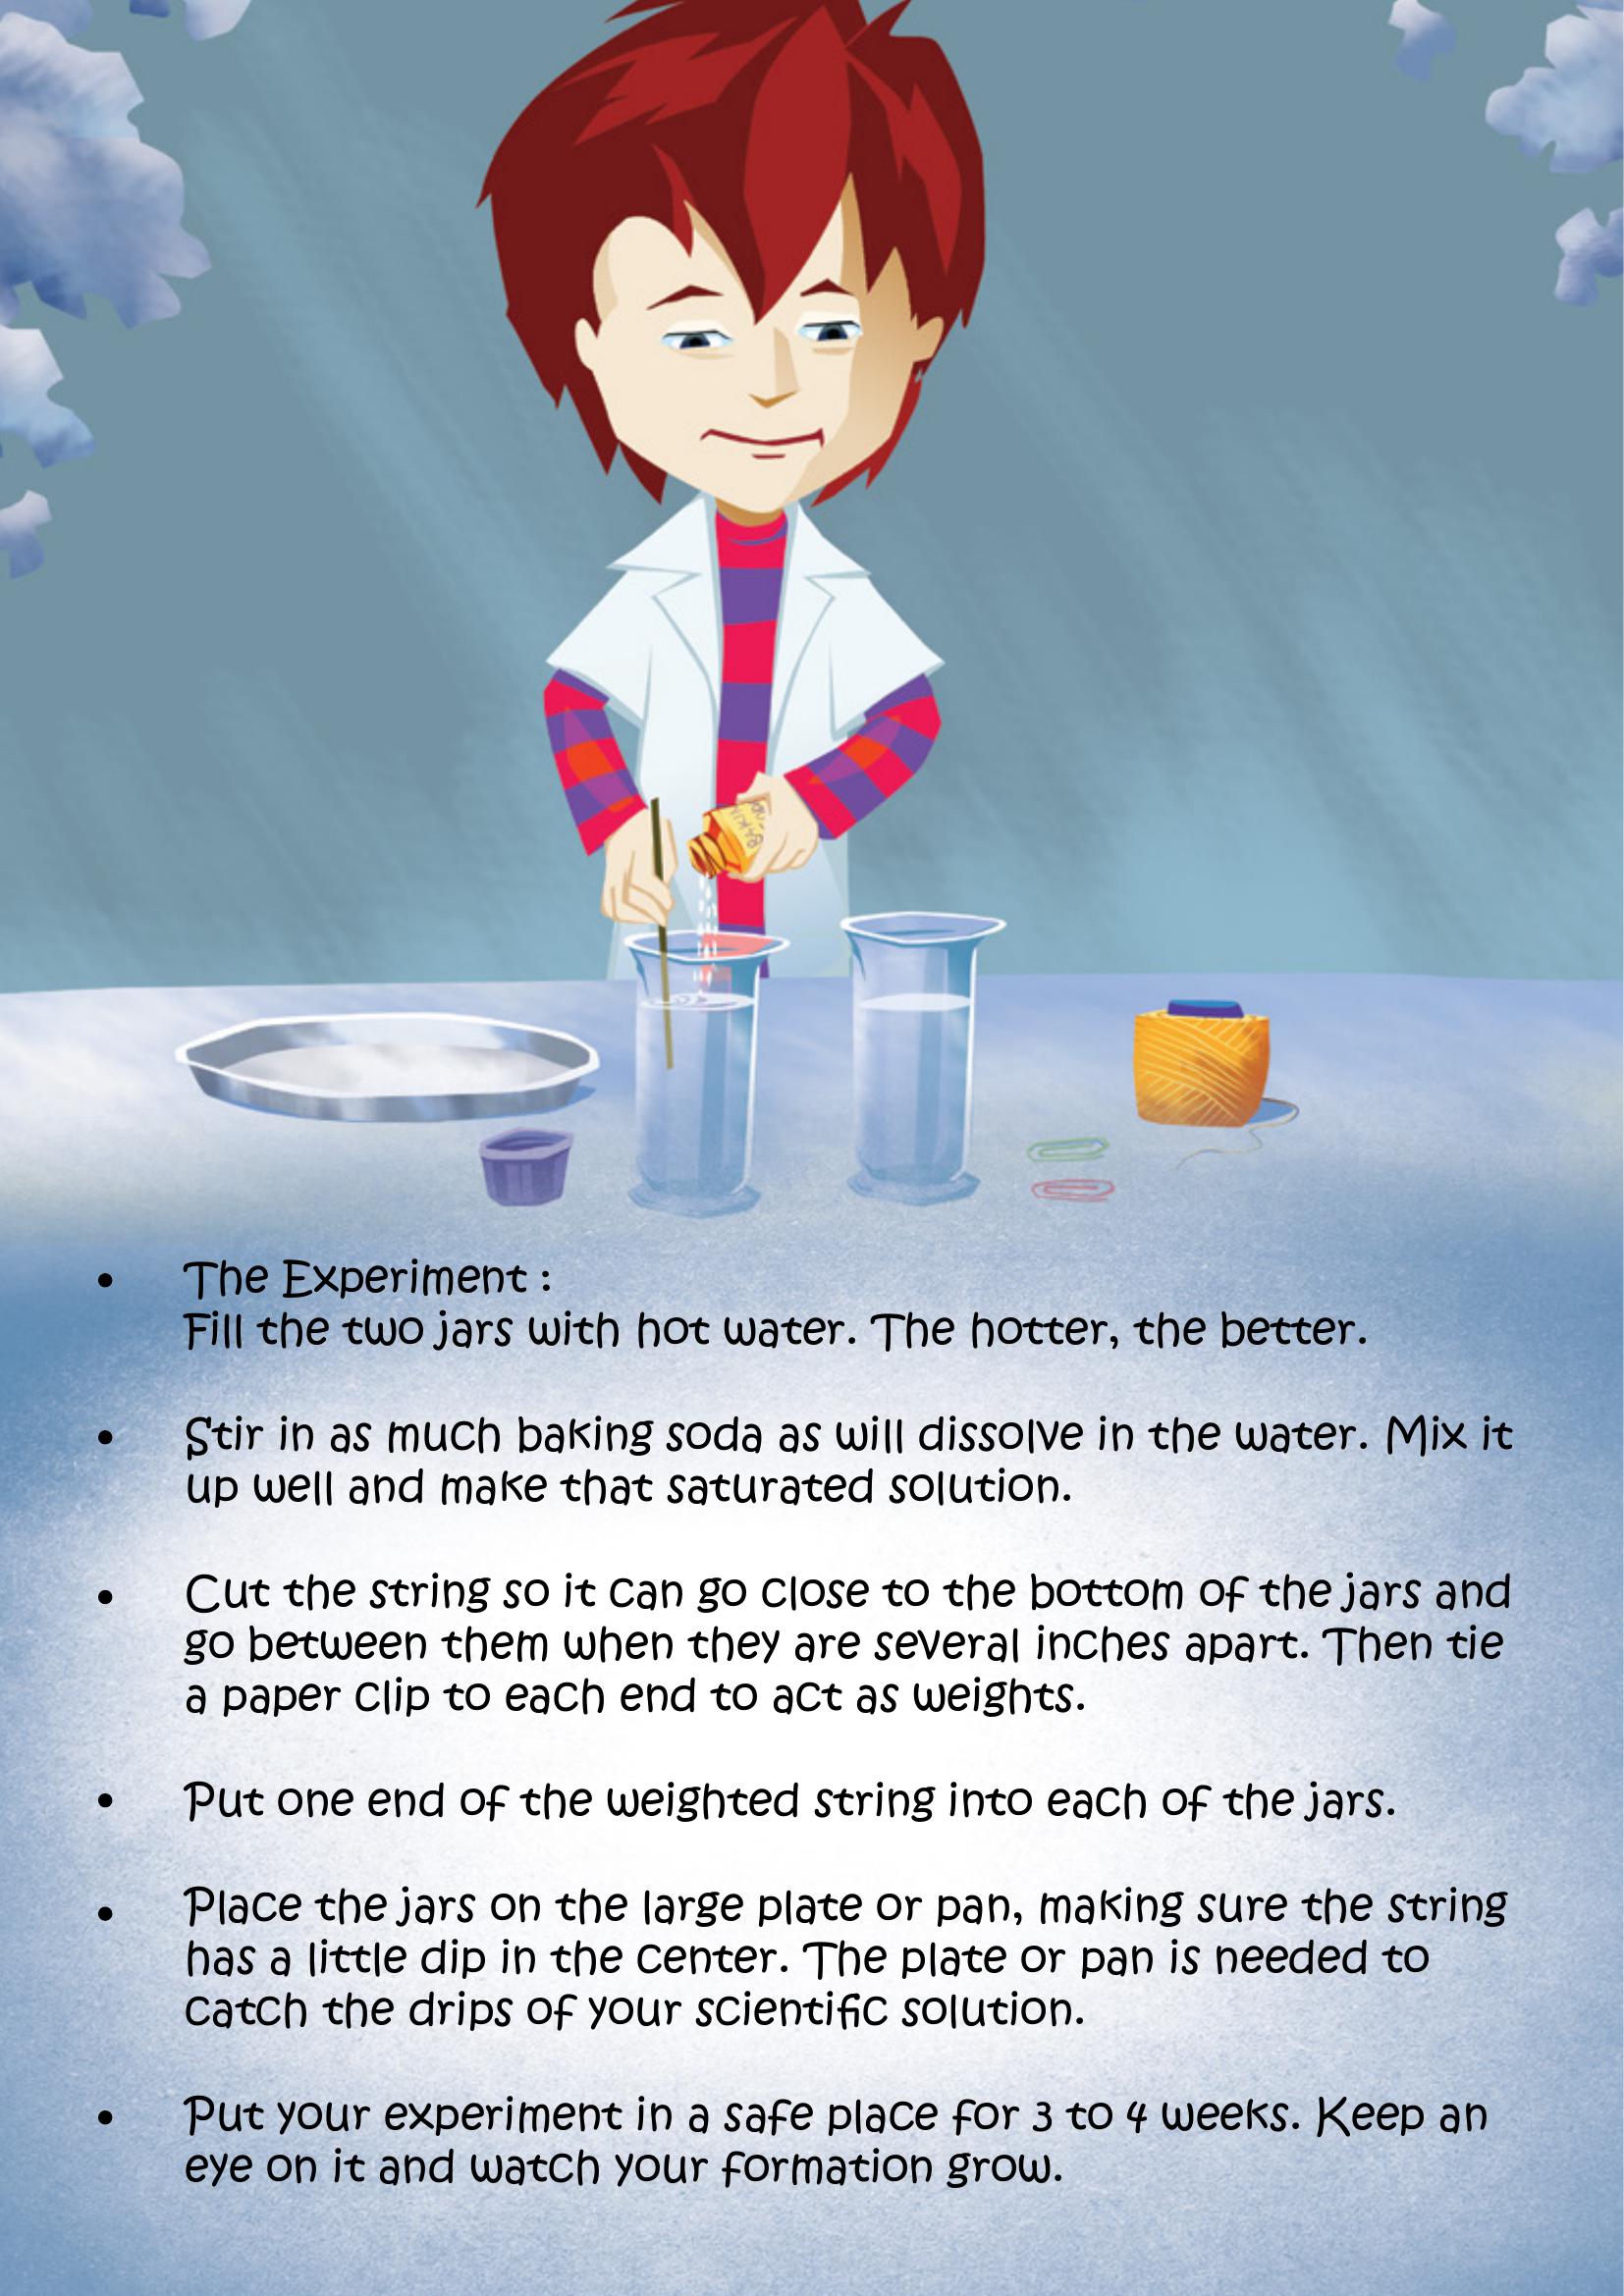 BAKIN
• The Experiment :
Fill the two jars with hot water. The hotter, the better.
• Stir in as much baking soda as will dissolve in the water. Mix it
up well and make that saturated solution.
• Cut the string so it can go close to the bottom of the jars and
go between them when they are several inches apart. Then tie
a paper clip to each end to act as weights.
• Put one end of the weighted string into each of the jars.
• Place the jars on the large plate or pan, making sure the string
has a little dip in the center. The plate or pan is needed to
catch the drips of your scientific solution.
• Put your experiment in a safe place for 3 to 4 weeks. Keep an
eye on it and watch your formation grow.